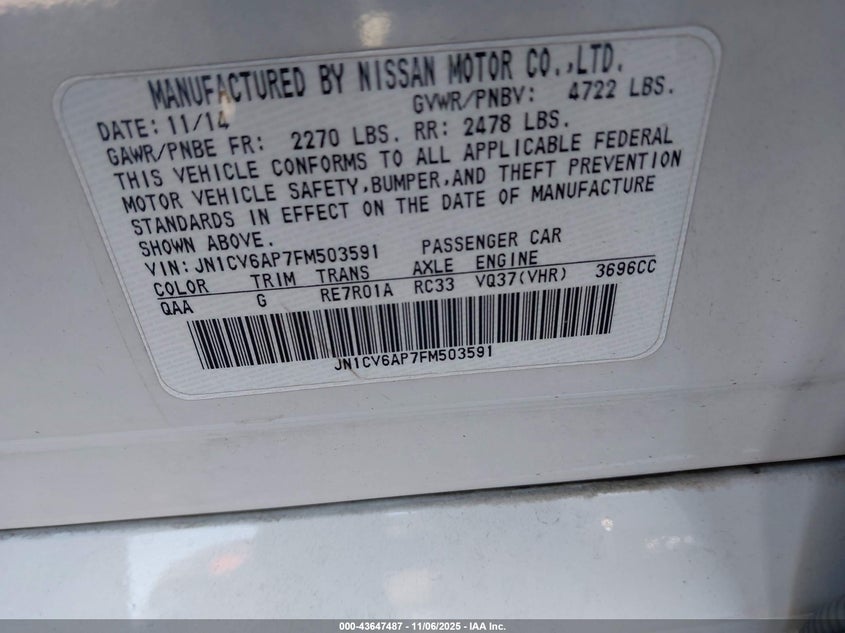 MANUFACTURED BY NISSAN MOTOR CO.,LTD.
DATE: 11/14 GVWR/PNBV: 4722 LBS.
GAWR/PNBE FR: 2270 LBS. RR: 2478 LBS.
THIS VEHICLE CONFORMS TO ALL APPLICABLE FEDERAL
MOTOR VEHICLE SAFETY,BUMPER,AND THEFT PREVENTION
STANDARDS IN EFFECT ON THE DATE OF MANUFACTURE
SHOWN ABOVE.
VIN: JN1CV6AP7FM503591 PASSENGER CAR
COLOR TRIM TRANS AXLE ENGINE
QAA G RE7R01A RC33 VQ37(VHR) 3696CC
JN1CV6AP7FM503591
000-43647487 - 11/06/2025 - IAA Inc.